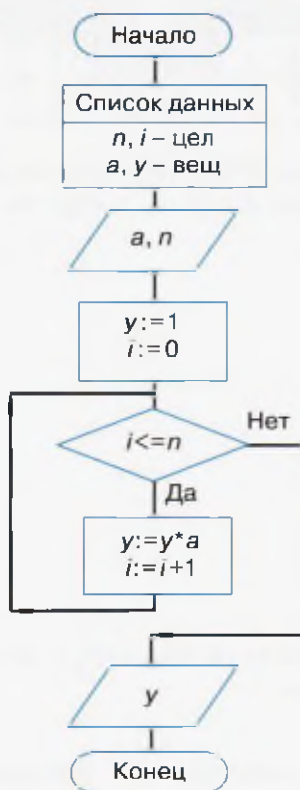 Начало
Список данных
n, i – цел
a, y – вещ
a, n
y:=1
i:=0
i<=n
Нет
Да
y:=y*a
i:=i+1
y
Конец